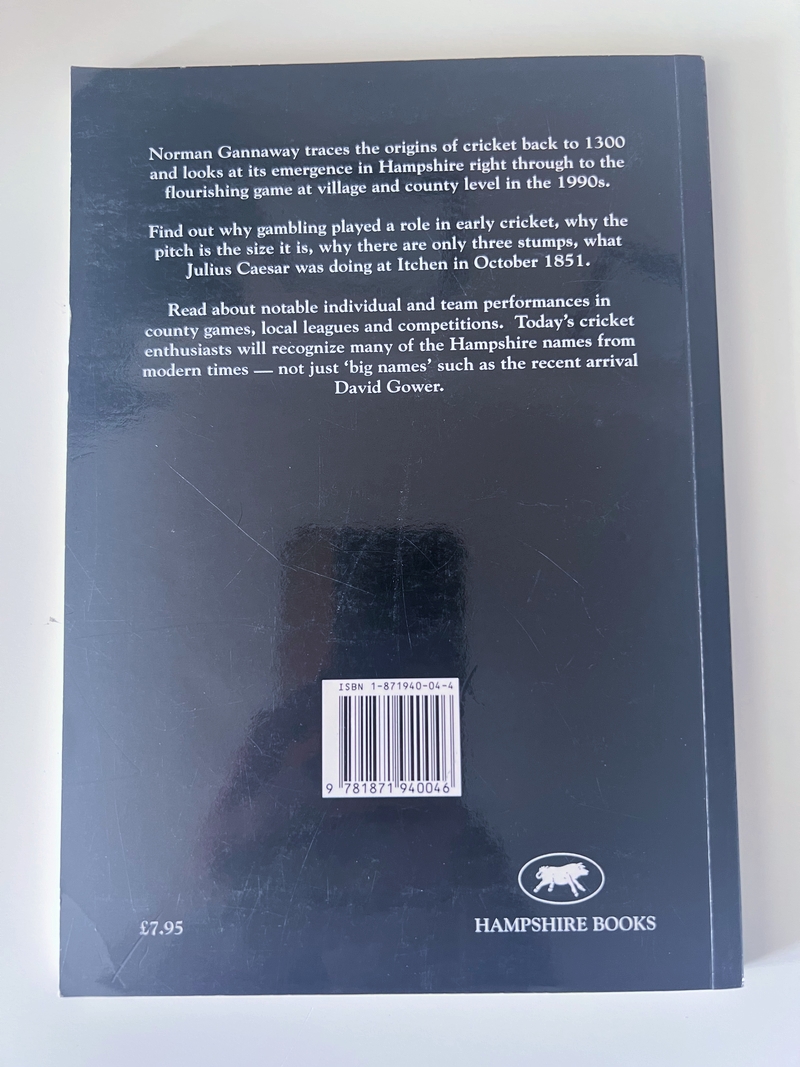 Norman Gannaway traces the origins of cricket back to 1300
and looks at its emergence in Hampshire right through to the
flourishing game at village and county level in the 1990s.
Find out why gambling played a role in early cricket, why the
pitch is the size it is, why there are only three stumps, what
Julius Caesar was doing at Itchen in October 1851.
Read about notable individual and team performances in
county games, local leagues and competitions. Today's cricket
enthusiasts will recognize many of the Hampshire names from
modern times — not just 'big names' such as the recent arrival
David Gower.
ISBN 1-871940-04-4
9 781871 940046
£7.95
HAMPSHIRE BOOKS